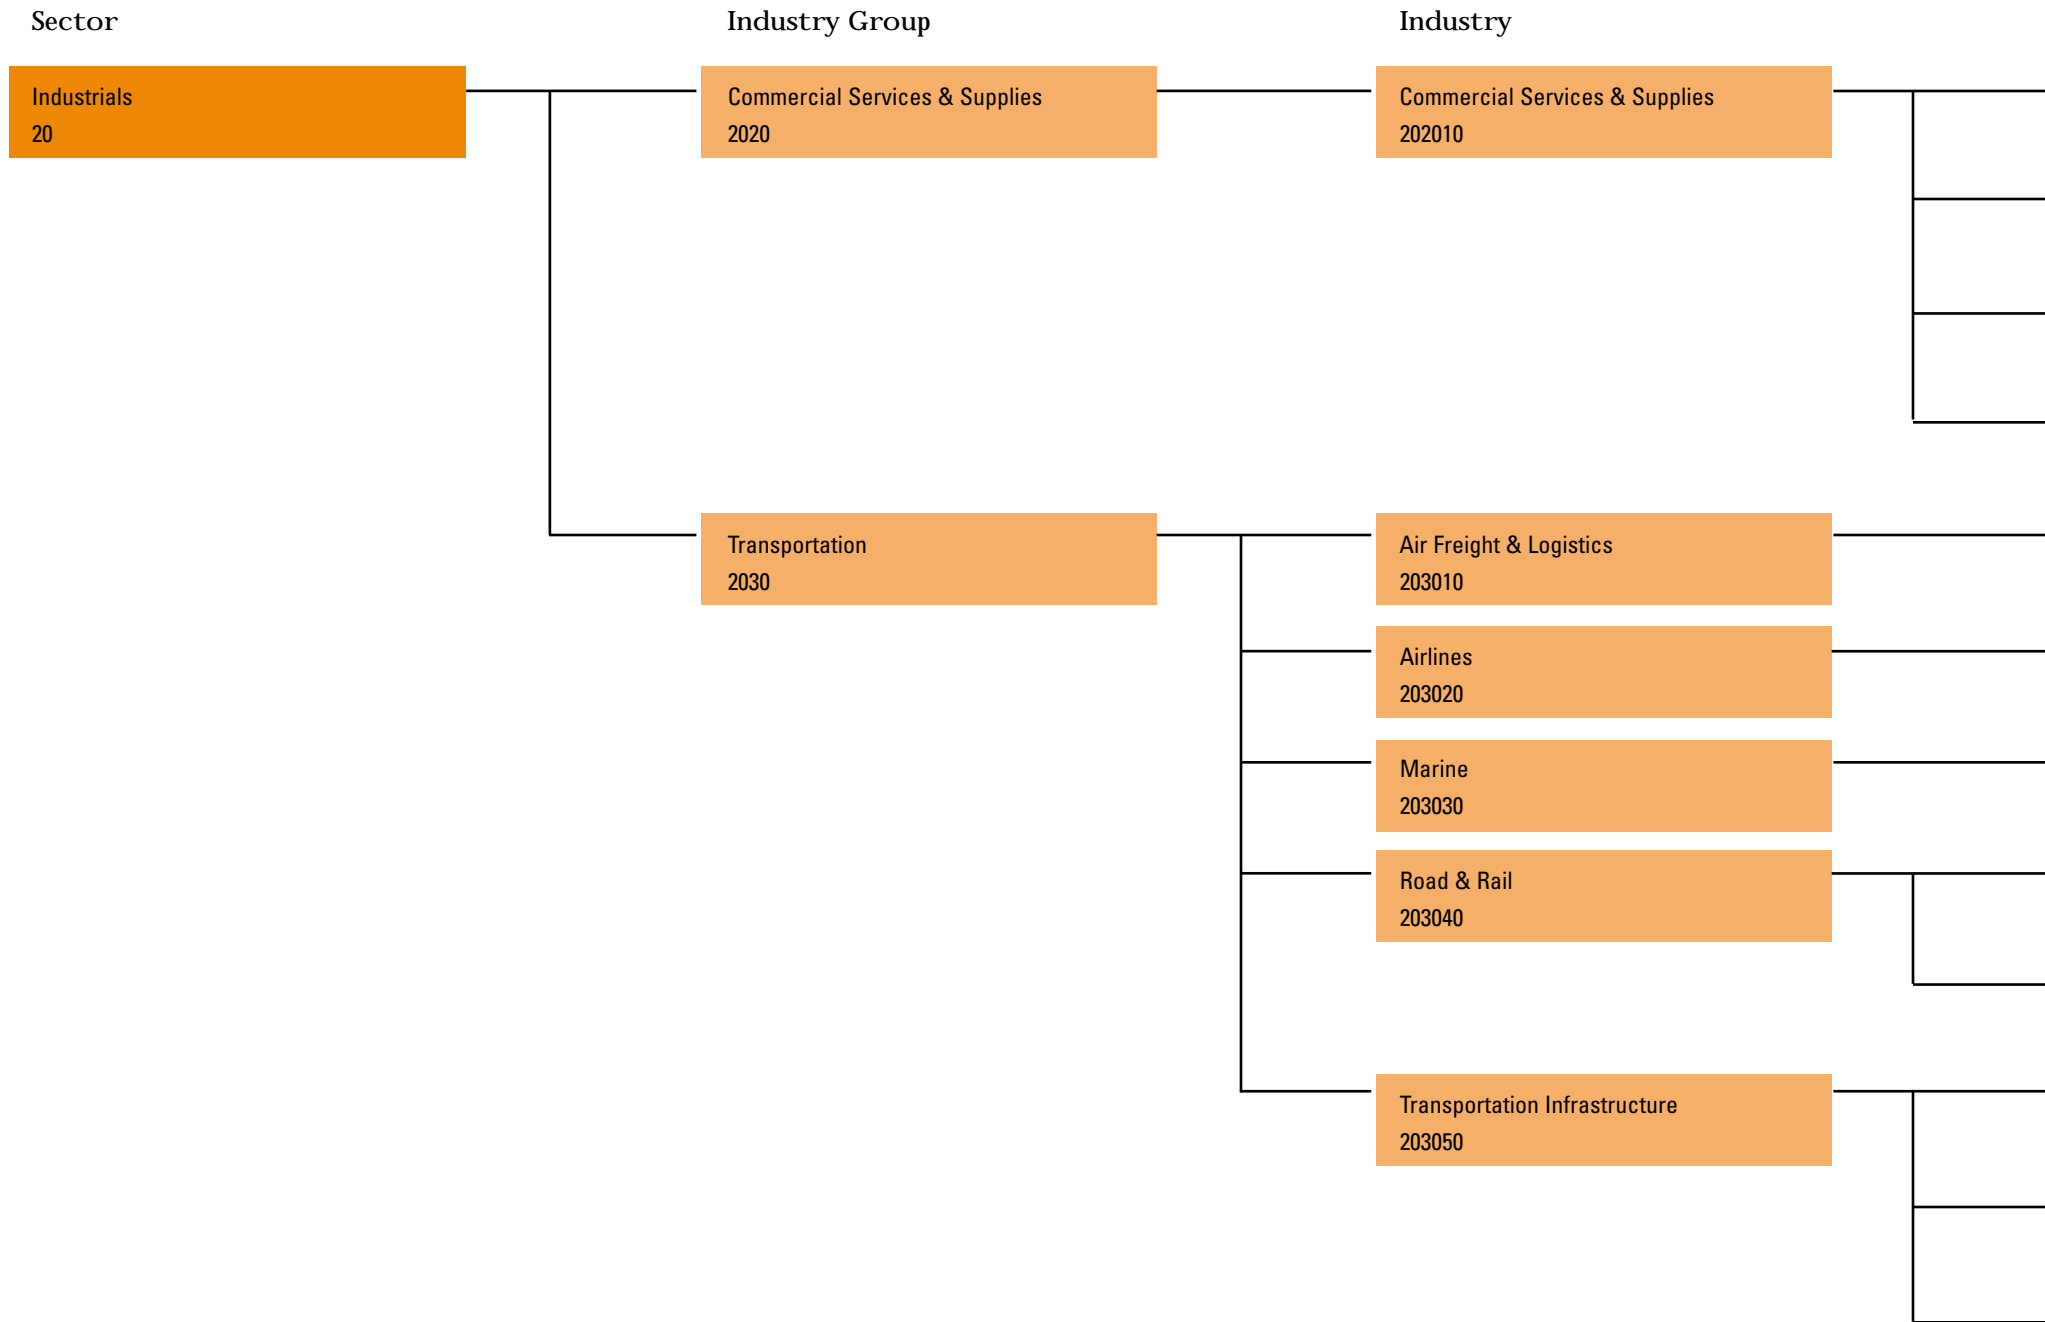 Sector
Industry Group
Industry
Industrials
20
Commercial Services & Supplies
2020
Commercial Services & Supplies
202010
Transportation
2030
Air Freight & Logistics
203010
Airlines
203020
Marine
203030
Road & Rail
203040
Transportation Infrastructure
203050